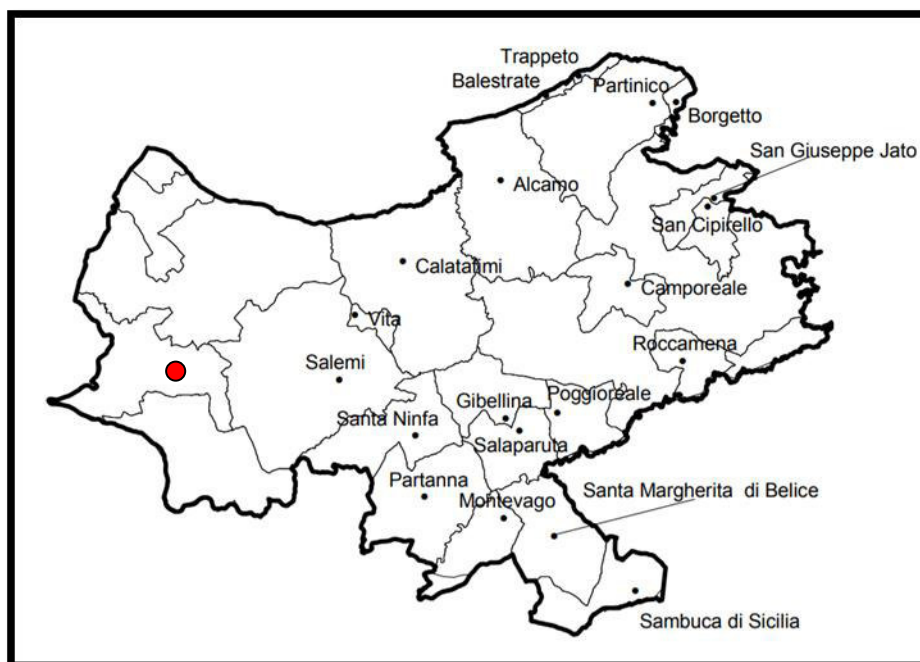 Trappeto
Balestrate
Partinico
Borgetto
San Giuseppe Jato
Alcamo
San Cipirello
Calatafimi
Camporeale
Vita
Roccamena
Salemi
Gibellina
Poggioreale
Santa Ninfa
Salaparuta
Partanna
Santa Margherita di Belice
Montevago
Sambuca di Sicilia